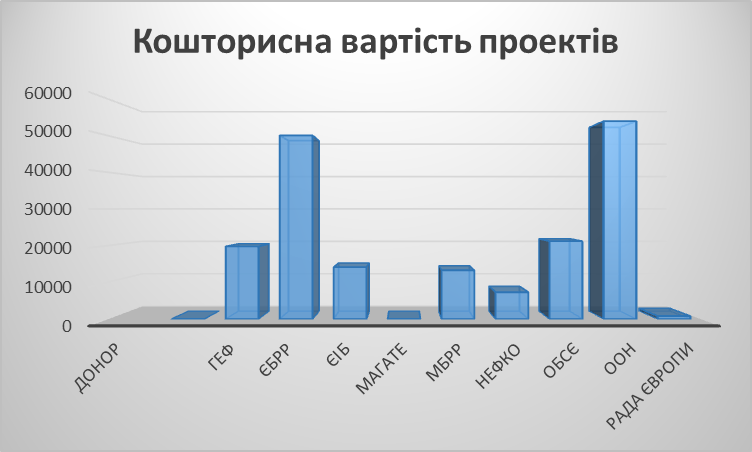 Кошторисна вартість проектів
60000
50000
40000
30000
20000
10000
0
ДОНОР
ГЕФ
ЄБРР
ЄІБ
МАГАТЕ
МБРР
НЕФКО
ОБСЄ
ООН
РАДА ЄВРОПИ